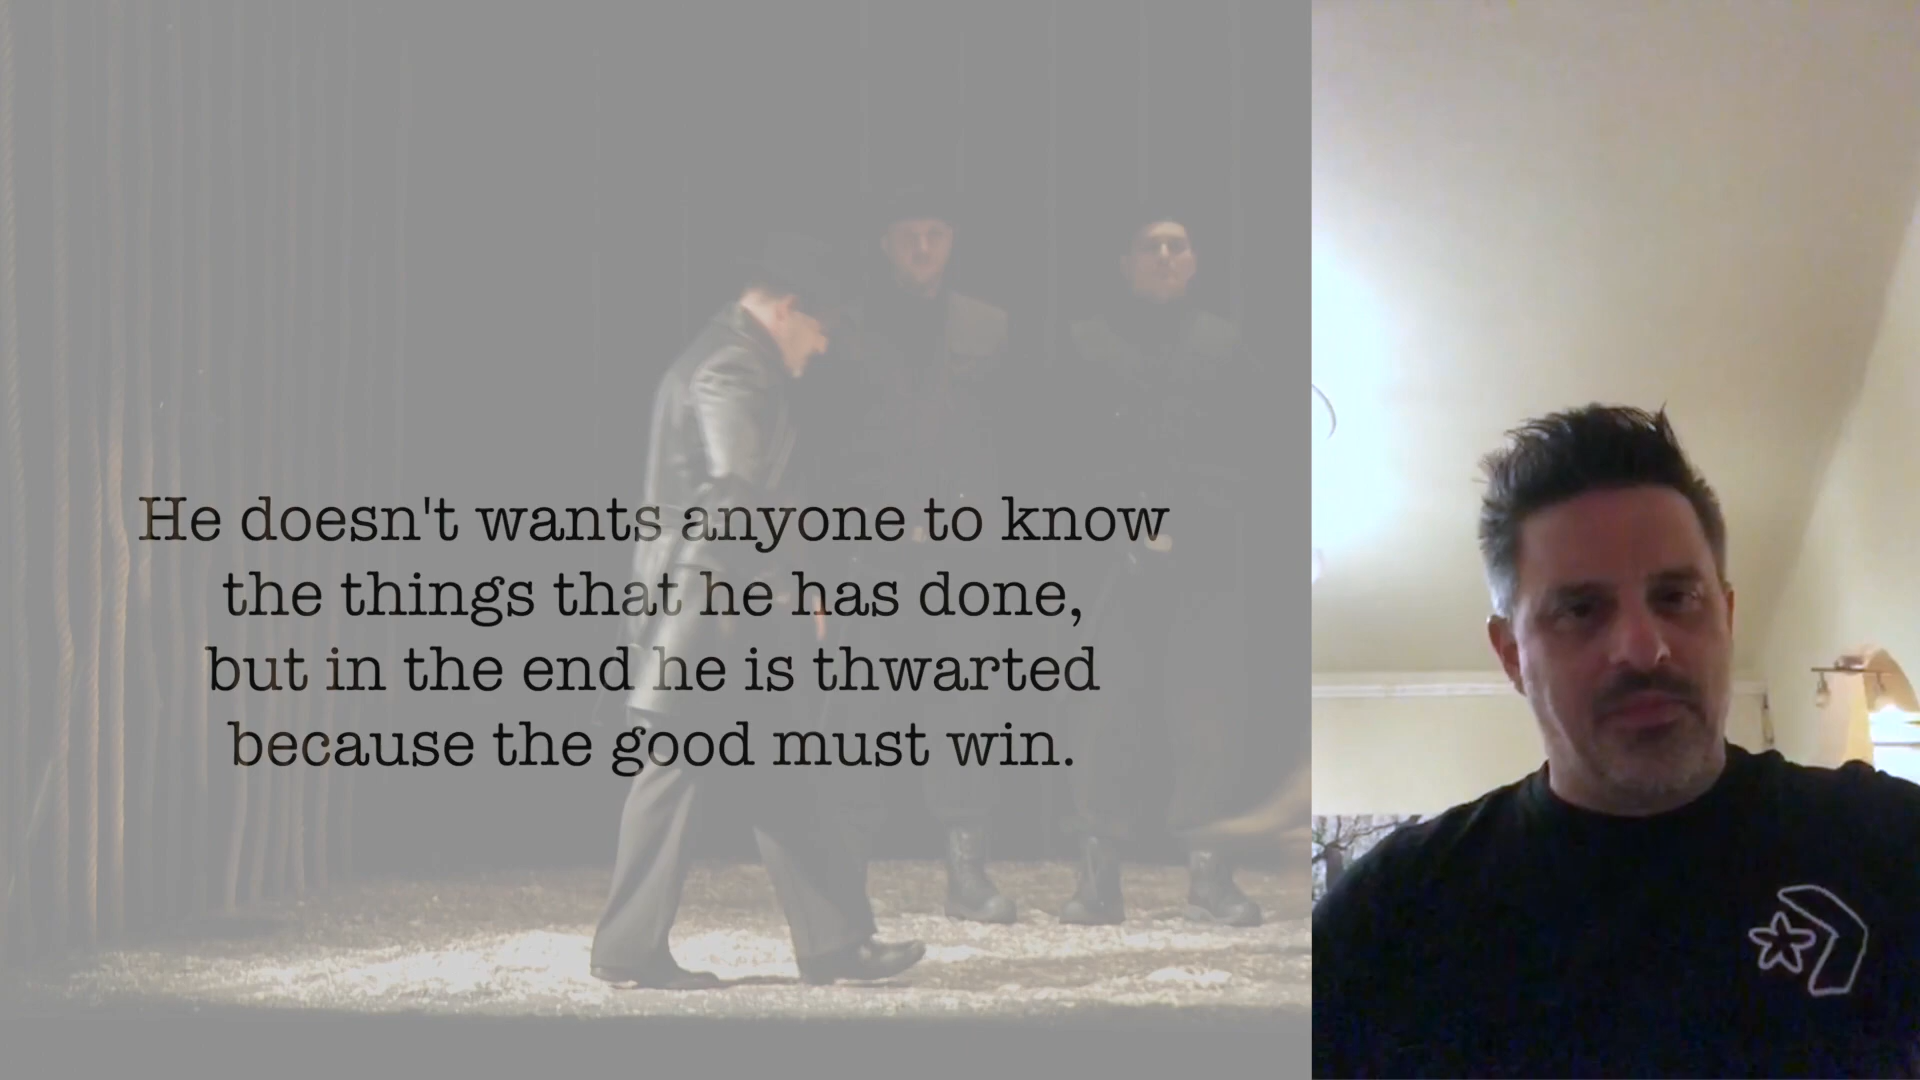 He doesn't wants anyone to know
the things that he has done,
but in the end he is thwarted
because the good must win.